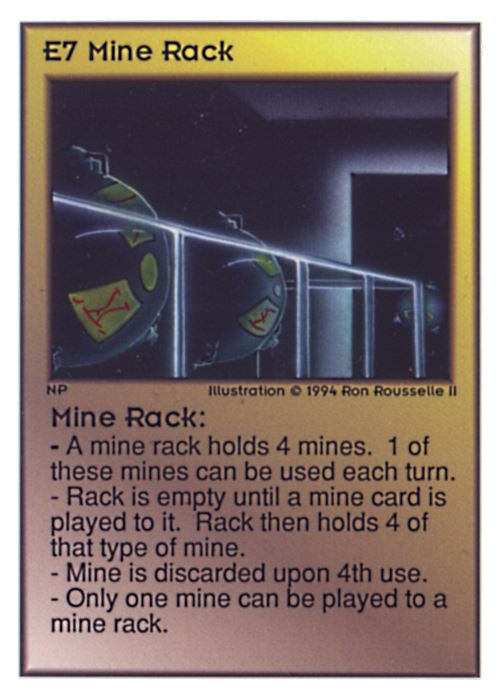 E7 Mine Rack
NP
Illustration © 1994 Ron Rousselle II
Mine Rack:
- A mine rack holds 4 mines.  1 of
these mines can be used each turn.
- Rack is empty until a mine card is
played to it.  Rack then holds 4 of
that type of mine.
- Mine is discarded upon 4th use.
- Only one mine can be played to a
mine rack.